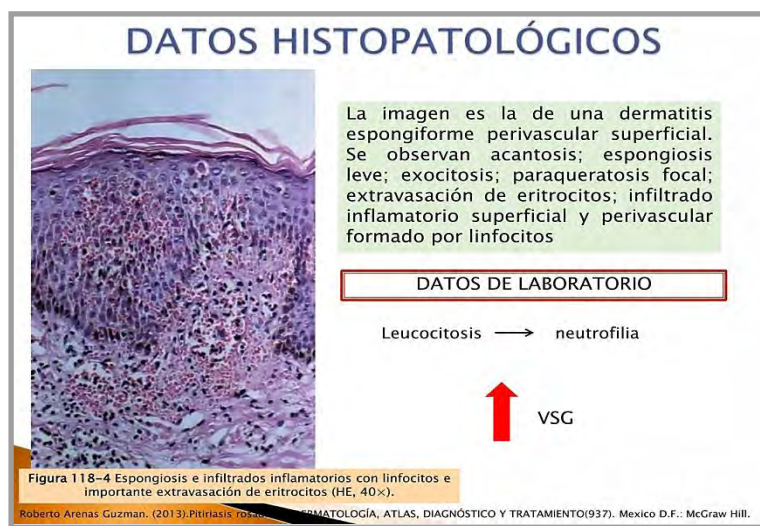 DATOS HISTOPATOLÓGICOS
La imagen es la de una dermatitis
espongiforme perivascular superficial.
Se observan acantosis; espongiosis
leve; exocitosis; paraqueratosis focal;
extravasación de eritrocitos; infiltrado
inflamatorio superficial y perivascular
formado por linfocitos
DATOS DE LABORATORIO
Leucocitosis → neutrofilia
VSG
Figura 118-4 Espongiosis e infiltrados inflamatorios con linfocitos e
importante extravasación de eritrocitos (HE, 40×).
Roberto Arenas Guzman. (2013).Pitiriasis DERMATOLOGÍA, ATLAS, DIAGNÓSTICO Y TRATAMIENTO(937). Mexico D.F.: McGraw Hill.